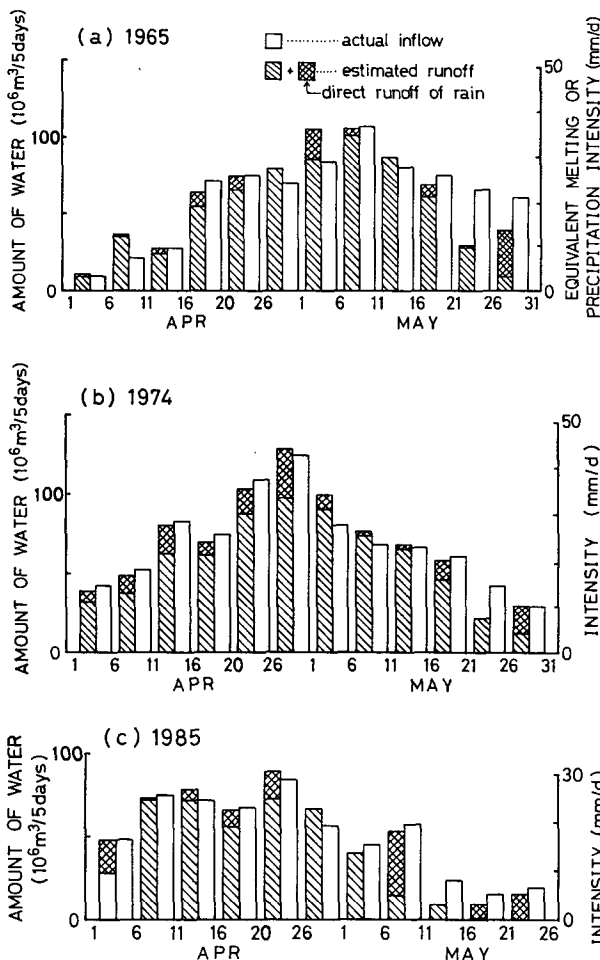 (a) 1965
actual inflow
+ estimated runoff
direct runoff of rain
AMOUNT OF WATER (10⁶m³/5days)
100
0
50
0
EQUIVALENT MELTING OR
PRECIPITATION INTENSITY (mm/d)
1 6 11 16 20 26 1 6 11 16 21 26 31
APR MAY
(b) 1974
AMOUNT OF WATER (10⁶m³/5days)
100
0
50
0
INTENSITY (mm/d)
1 6 11 16 20 26 1 6 11 16 21 26 31
APR MAY
(c) 1985
AMOUNT OF WATER
(10⁶m³/5days)
100
0
30
0
INTENSITY (mm/d)
1 6 11 16 20 26 1 6 11 16 21 26
APR MAY